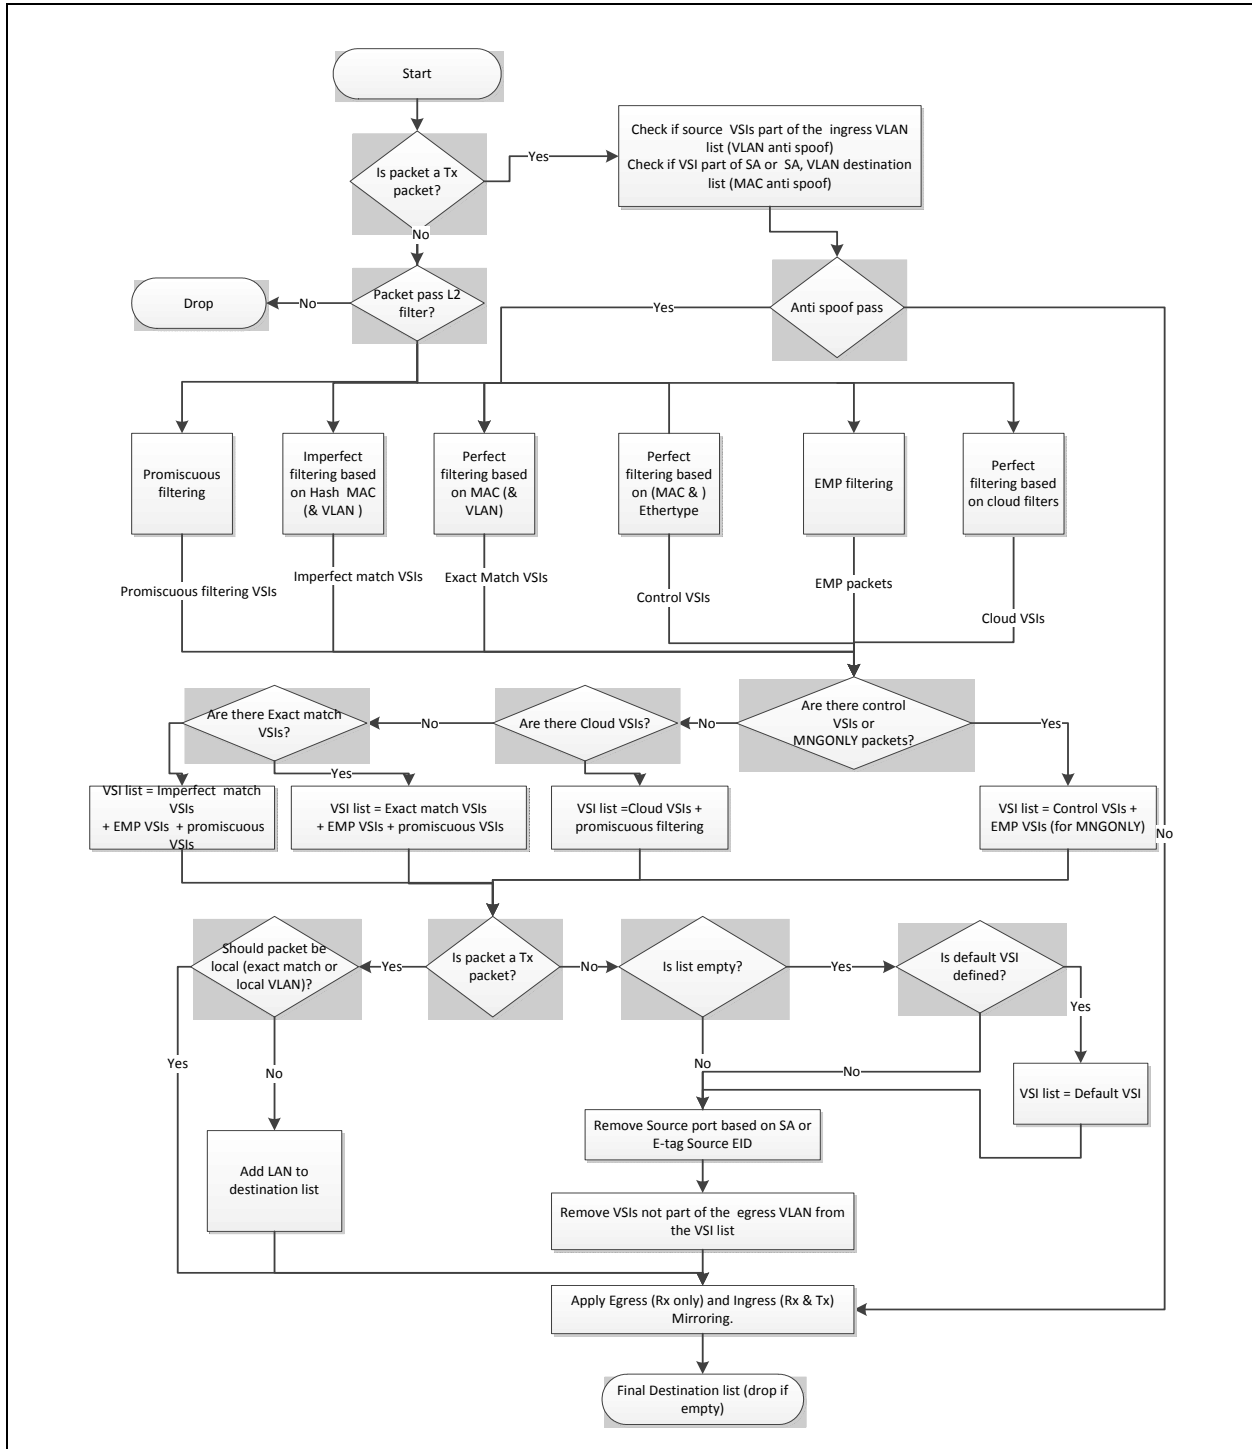 Start
Is packet a Tx
packet?
Yes
Check if source VSIs part of the ingress VLAN
list (VLAN anti spoof)
Check if VSI part of SA or SA, VLAN destination
list (MAC anti spoof)
No
Drop
No
Packet pass L2
filter?
Yes
Anti spoof pass
Promiscuous
filtering
Imperfect
filtering based
on Hash MAC
(& VLAN )
Perfect
filtering based
on MAC (&
VLAN)
Perfect
filtering based
on (MAC & )
Ethertype
EMP filtering
Perfect
filtering based
on cloud filters
Promiscuous filtering VSIs
Imperfect match VSIs
Exact Match VSIs
Control VSIs
EMP packets
Cloud VSIs
Are there Exact match
VSIs?
No
Are there Cloud VSIs?
No
Are there control
VSIs or
MNGONLY packets?
Yes
Yes
VSI list = Imperfect match
VSIs
+ EMP VSIs + promiscuous
VSIs
VSI list = Exact match VSIs
+ EMP VSIs + promiscuous VSIs
VSI list =Cloud VSIs +
promiscuous filtering
VSI list = Control VSIs +
EMP VSIs (for MNGONLY)
No
Should packet be
local (exact match or
local VLAN)?
Yes
Is packet a Tx
packet?
No
Is list empty?
Yes
Is default VSI
defined?
Yes
Yes
No
No
No
VSI list = Default VSI
Add LAN to
destination list
Remove Source port based on SA or
E-tag Source EID
Remove VSIs not part of the egress VLAN from
the VSI list
Apply Egress (Rx only) and Ingress (Rx & Tx)
Mirroring.
Final Destination list (drop if
empty)